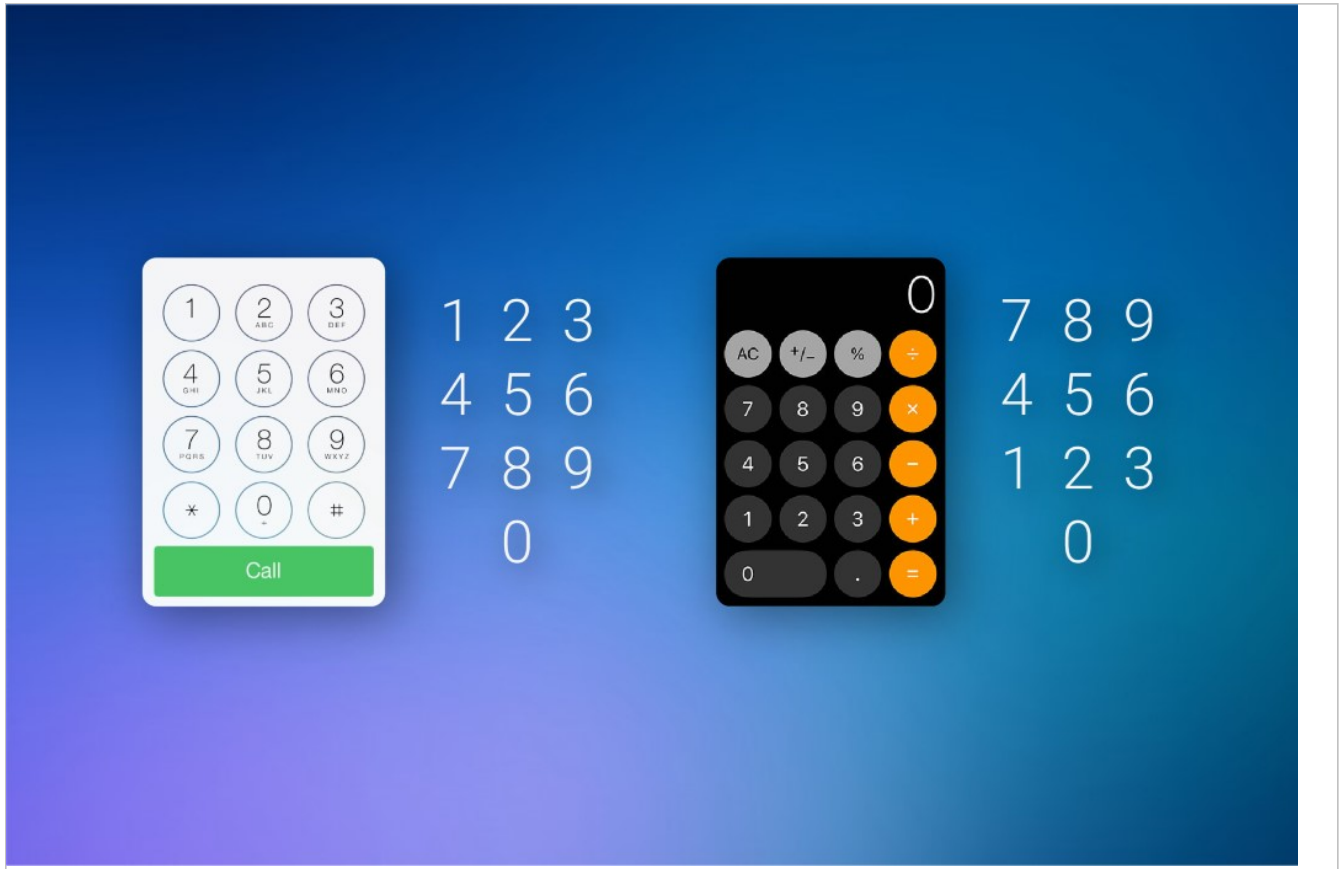 1 2 3
ABC DEF
4 5 6
GHI JKL MNO
7 8 9
PQRS TUV WXYZ
* 0 #
Call
1 2 3
4 5 6
7 8 9
0
0
AC +/- % ÷
7 8 9 ×
4 5 6 −
1 2 3 +
0 . =
7 8 9
4 5 6
1 2 3
0